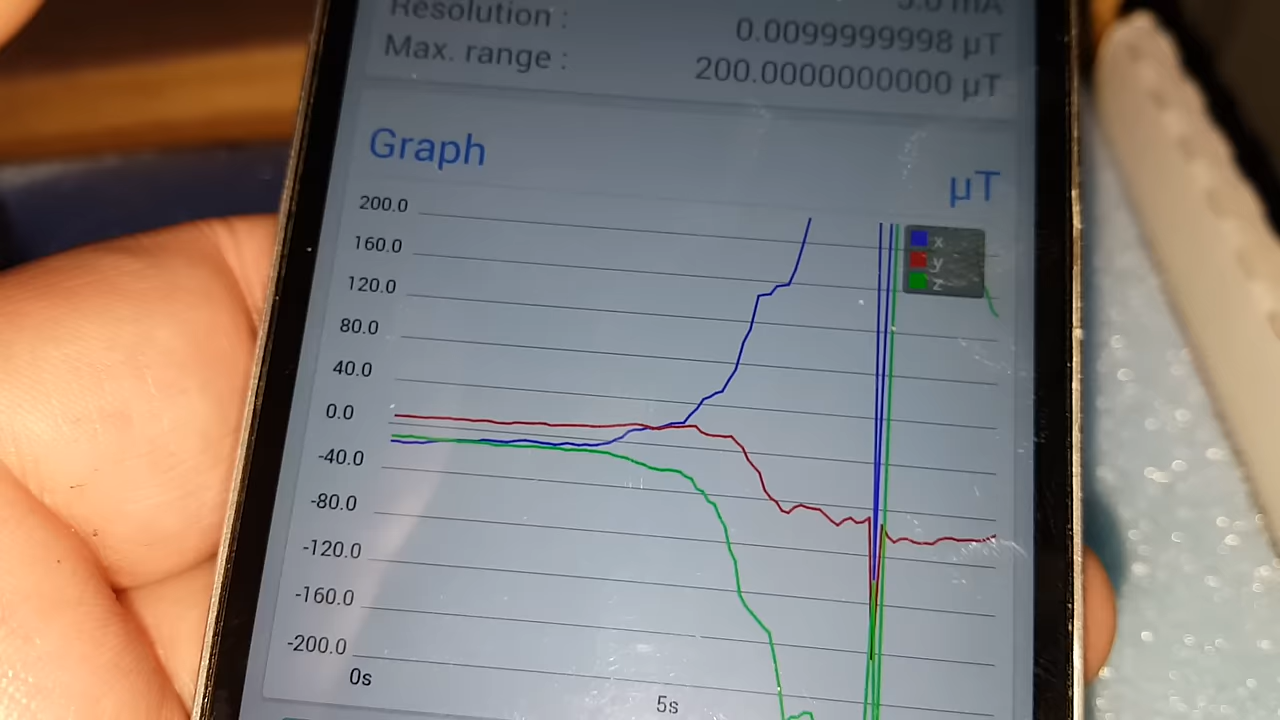 Resolution :
0.0099999998 µT
Max. range :
200.0000000000 µT
Graph
µT
200.0
160.0
120.0
80.0
40.0
0.0
-40.0
-80.0
-120.0
-160.0
-200.0
0s
5s
x
y
z